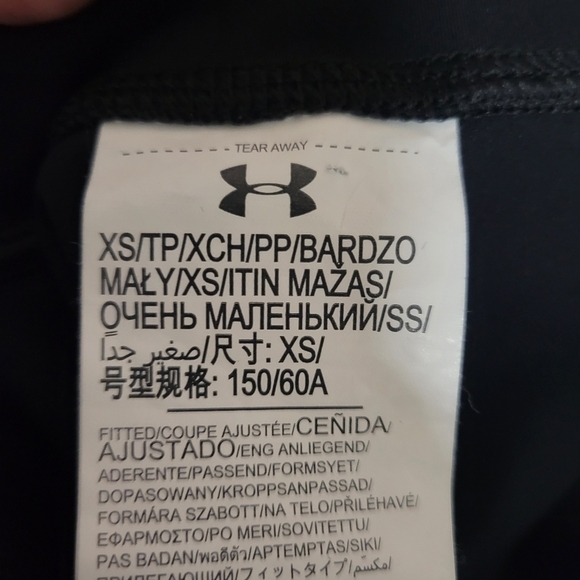 TEAR AWAY
XS/TP/XCH/PP/BARDZO
MAŁY/XS/ITIN MAŽAS/
ОЧЕНЬ МАЛЕНЬКИЙ/SS/
صغير جداً/尺寸: XS/
号型规格: 150/60A
FITTED/COUPE AJUSTÉE/CEÑIDA/
AJUSTADO/ENG ANLIEGEND/
ADERENTE/PASSEND/FORMSYET/
DOPASOWANY/KROPPSANPASSAD/
FORMÁRA SZABOTT/NA TELO/PŘILÉHAVÉ/
ΕΦΑΡΜΟΣΤΟ/PO MERI/SOVITETTU/
PAS BADAN/พอดีตัว/APTEMPTAS/SIKI/
ПРИЛЕГАЮЩИЙ/フィットタイプ/مكسّم/